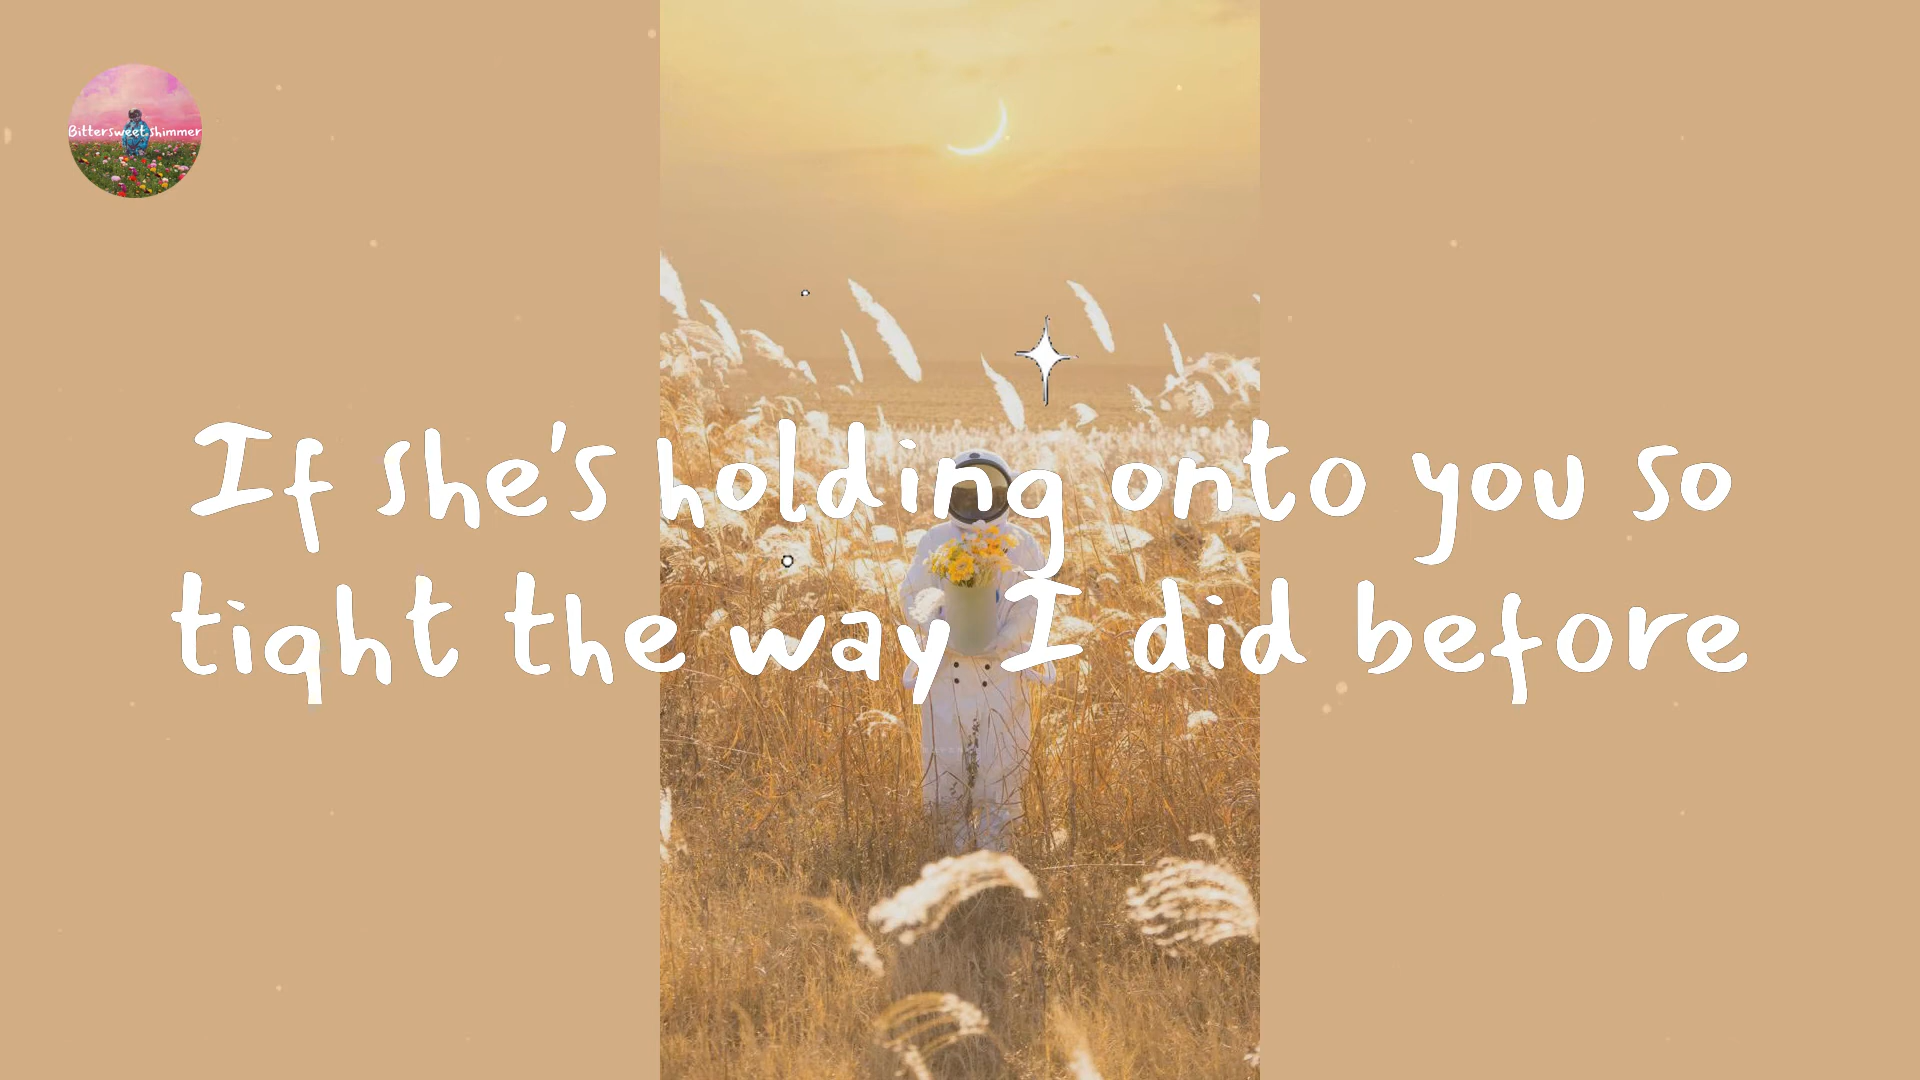 Bittersweet shimmer
If she's holding onto you so
tight the way I did before